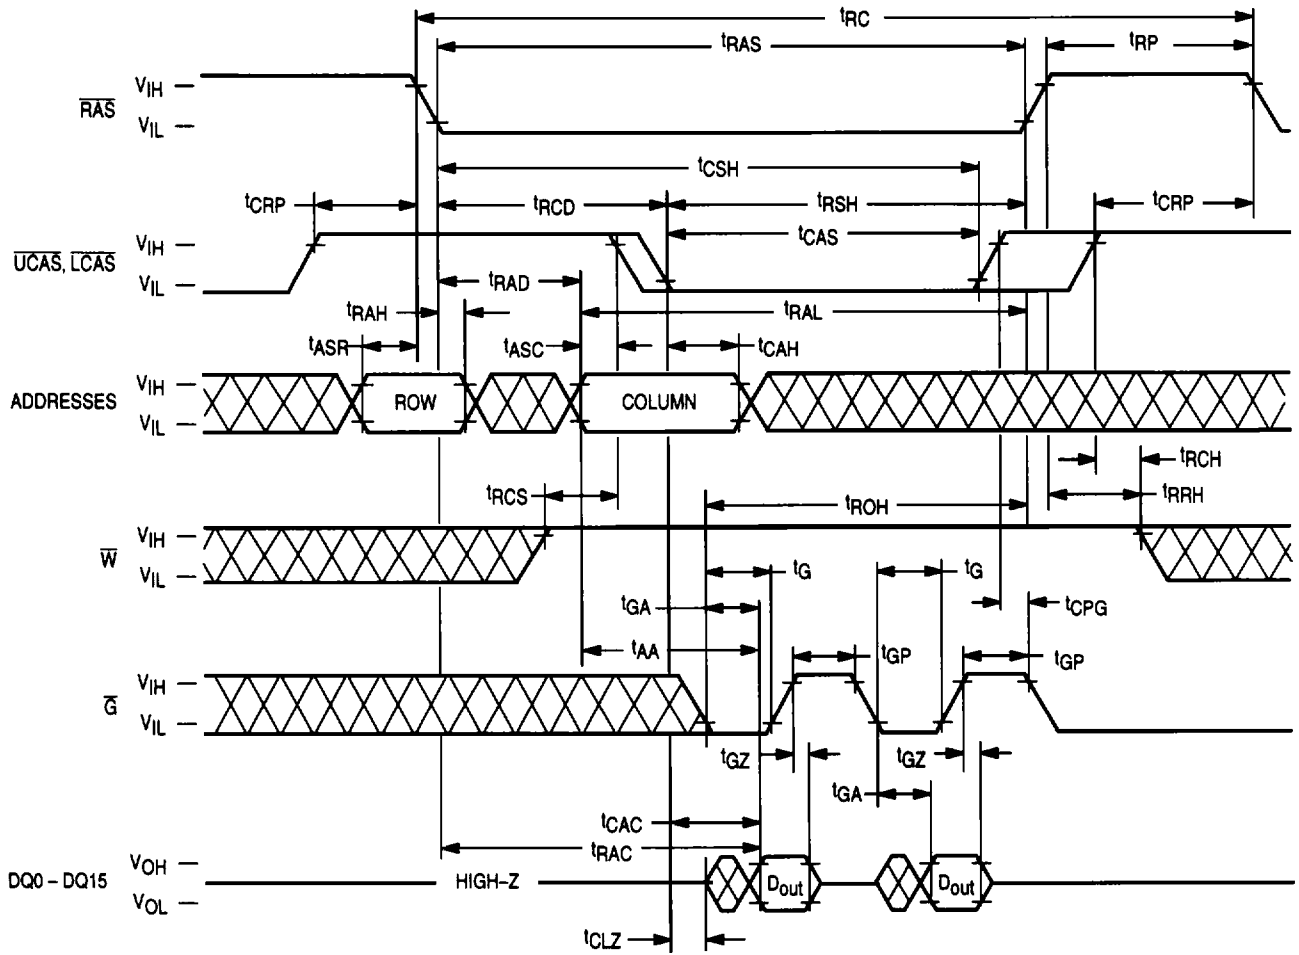 tRC
tRAS
tRP
VIH
RAS
VIL
tCSH
tCRP
tRCD
tRSH
tCRP
VIH
tCAS
UCAS, LCAS
VIL
tRAD
tRAH
tRAL
tASR
tASC
tCAH
VIH
ADDRESSES
ROW
COLUMN
VIL
tRCH
tRCS
tROH
tRRH
VIH
W
VIL
tG
tG
tGA
tCPG
tAA
tGP
tGP
VIH
G
VIL
tGZ
tGZ
tGA
tCAC
tRAC
VOH
DQ0 – DQ15
HIGH–Z
Dout
Dout
VOL
tCLZ